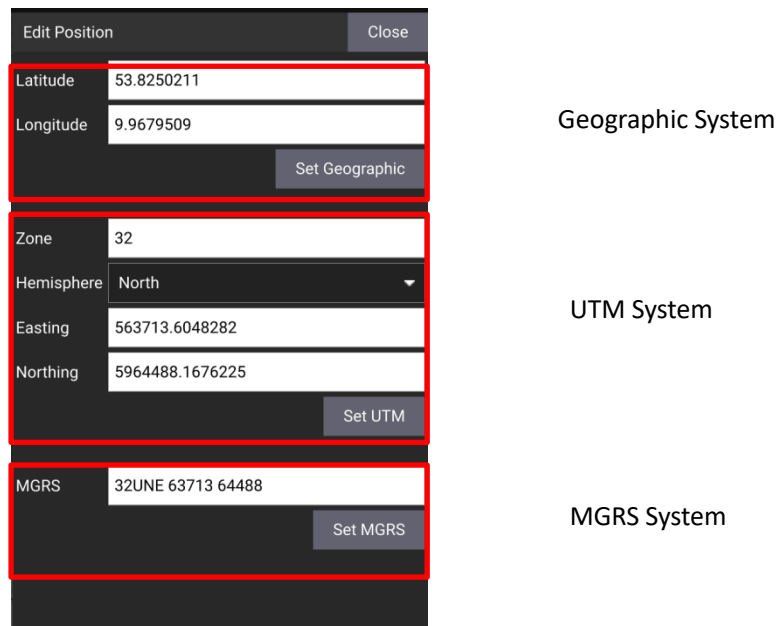 Edit Position Close
Latitude 53.8250211
Longitude 9.9679509
Set Geographic
Geographic System
Zone 32
Hemisphere North
Easting 563713.6048282
Northing 5964488.1676225
Set UTM
UTM System
MGRS 32UNE 63713 64488
Set MGRS
MGRS System